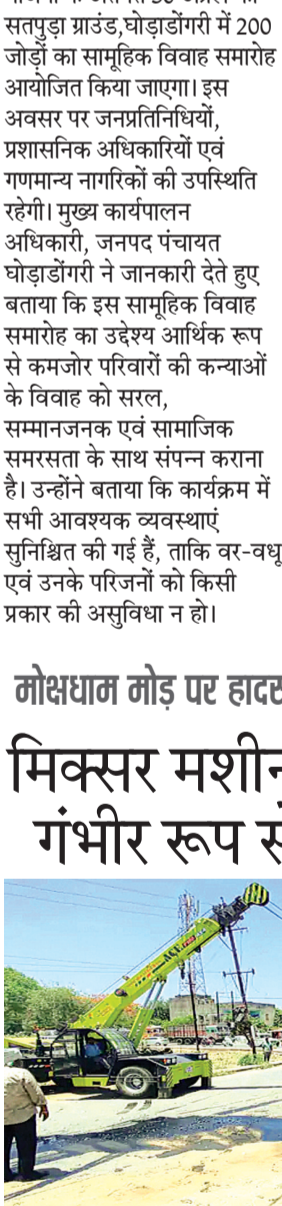 सतपुड़ा ग्राउंड,घोड़ाडोंगरी में 200
जोड़ों का सामूहिक विवाह समारोह
आयोजित किया जाएगा। इस
अवसर पर जनप्रतिनिधियों,
प्रशासनिक अधिकारियों एवं
गणमान्य नागरिकों की उपस्थिति
रहेगी। मुख्य कार्यपालन
अधिकारी, जनपद पंचायत
घोड़ाडोंगरी ने जानकारी देते हुए
बताया कि इस सामूहिक विवाह
समारोह का उद्देश्य आर्थिक रूप
से कमजोर परिवारों की कन्याओं
के विवाह को सरल,
सम्मानजनक एवं सामाजिक
समरसता के साथ संपन्न कराना
है। उन्होंने बताया कि कार्यक्रम में
सभी आवश्यक व्यवस्थाएं
सुनिश्चित की गई हैं, ताकि वर-वधू
एवं उनके परिजनों को किसी
प्रकार की असुविधा न हो।
मोक्षधाम मोड़ पर
मिक्सर
गंभीर रूप